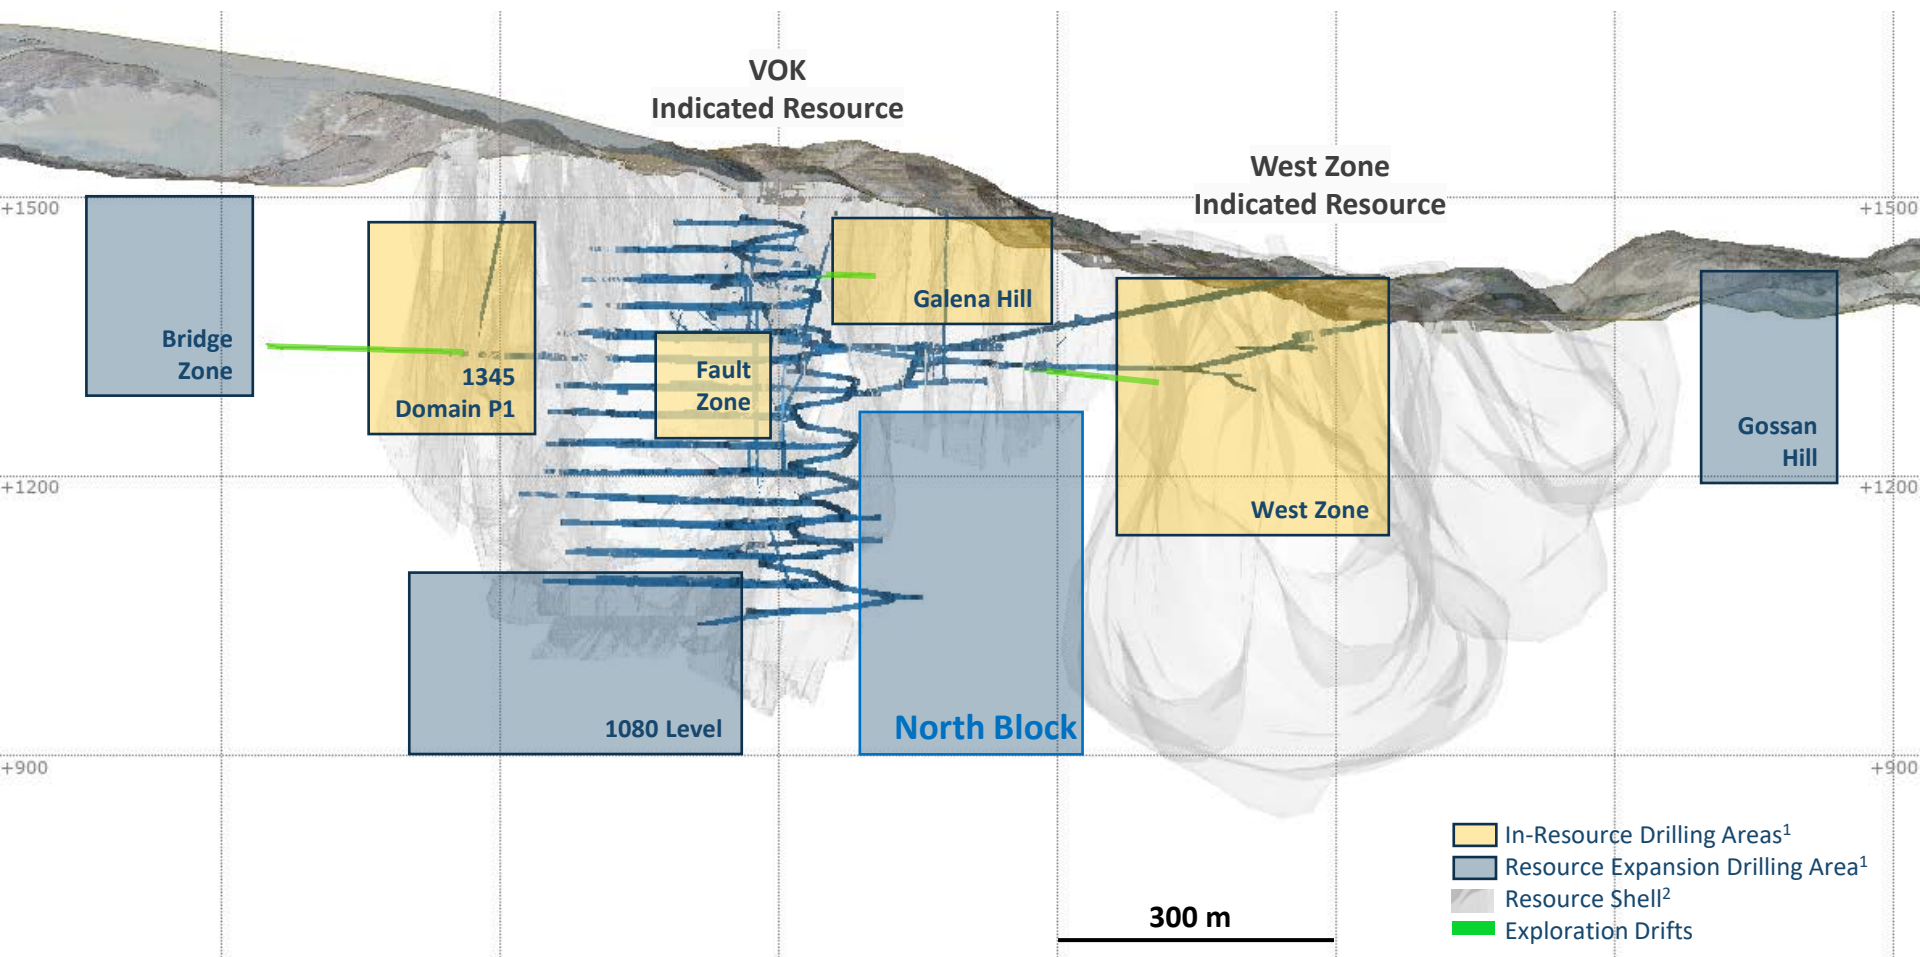 VOK
Indicated Resource
West Zone
Indicated Resource
+1500
+1500
Bridge
Zone
1345
Domain P1
Fault
Zone
Galena Hill
West Zone
Gossan
Hill
+1200
+1200
1080 Level
North Block
+900
+900
300 m
In-Resource Drilling Areas¹
Resource Expansion Drilling Area¹
Resource Shell²
Exploration Drifts